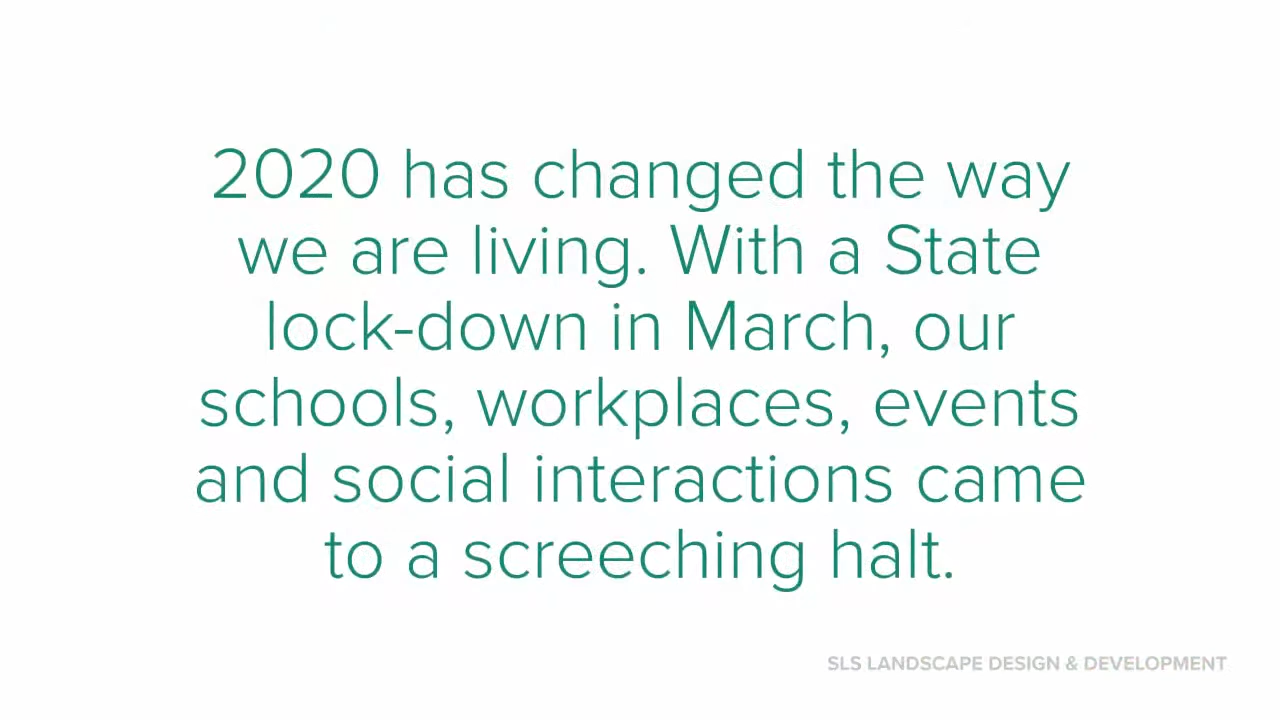 2020 has changed the way
we are living. With a State
lock-down in March, our
schools, workplaces, events
and social interactions came
to a screeching halt.
SLS LANDSCAPE DESIGN & DEVELOPMENT